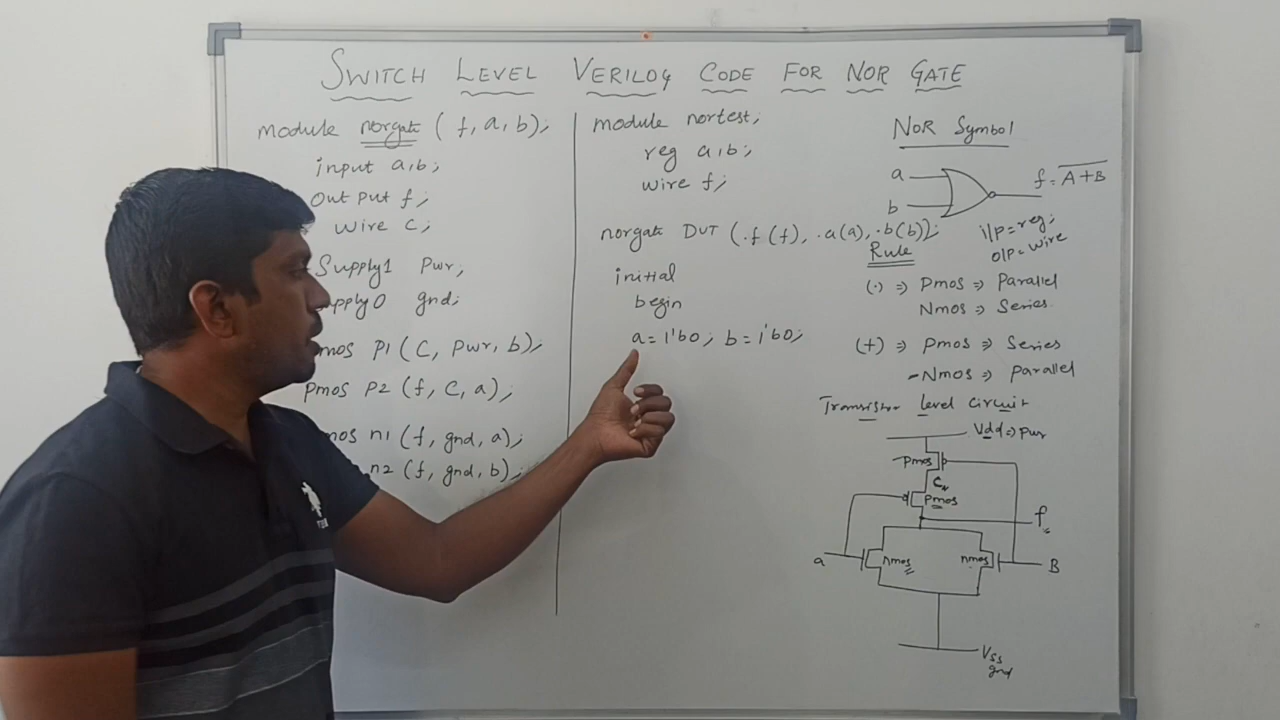 SWITCH LEVEL VERILOG CODE FOR NOR GATE
module norgate ( f, a, b);
input a,b;
Output f;
wire c;
Supply1 pwr,
pply0 gnd;
mos p1 ( C, pwr, b);
pmos p2 (f, C, a),
mos n1 (f, gnd, a);
n2 (f, gnd, b);
module nortest;
reg a,b;
wire f;
norgate DUT (.f(f), .a(a), .b(b));
initial
begin
a=1'b0; b=1'b0;
NOR Symbol
a
b
f=A+B
i/p=reg;
o/p=wire
Rule
(.) => Pmos => Parallel
Nmos => Series
(+) => Pmos => Series
-Nmos => parallel
Transistor Level circuit
Vdd=>pwr
pmos
C
pmos
f
a
nmos
nmos
B
Vss
gnd